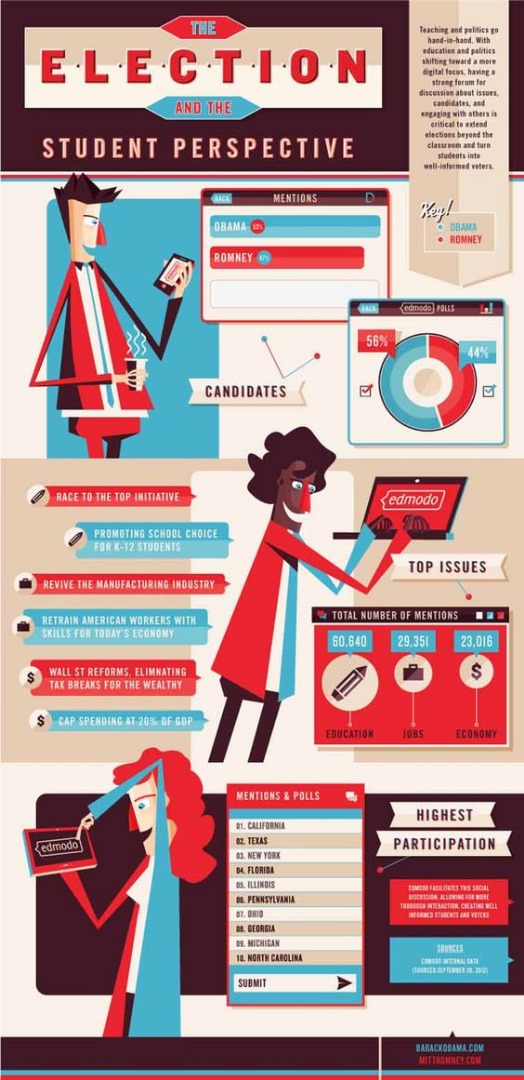 THE
ELECTION
AND THE
STUDENT PERSPECTIVE
Teaching and politics go
hand-in-hand. With
education and politics
shifting toward a more
digital focus, having a
strong forum for
discussion about issues,
candidates, and
engaging with others is
critical to extend
elections beyond the
classroom and turn
students into
well-informed voters.
Key!
OBAMA
ROMNEY
BACK
MENTIONS
OBAMA 53%
ROMNEY 47%
BACK
edmodo POLLS
56%
44%
CANDIDATES
RACE TO THE TOP INITIATIVE
PROMOTING SCHOOL CHOICE
FOR K-12 STUDENTS
REVIVE THE MANUFACTURING INDUSTRY
RETRAIN AMERICAN WORKERS WITH
SKILLS FOR TODAY'S ECONOMY
WALL ST REFORMS, ELIMNATING
TAX BREAKS FOR THE WEALTHY
CAP SPENDING AT 20% OF GDP
edmodo
TOP ISSUES
TOTAL NUMBER OF MENTIONS
60,640
29,351
23,016
$
EDUCATION
JOBS
ECONOMY
edmodo
MENTIONS & POLLS
01. CALIFORNIA
02. TEXAS
03. NEW YORK
04. FLORIDA
05. ILLINOIS
06. PENNSYLVANIA
07. OHIO
08. GEORGIA
09. MICHIGAN
10. NORTH CAROLINA
SUBMIT
HIGHEST
PARTICIPATION
EDMODO FACILITATES THIS SOCIAL
DISCUSSION, ALLOWING FOR MORE
THOROUGH INTERACTION, CREATING WELL
INFORMED STUDENTS AND VOTERS
SOURCES
EDMODO INTERNAL DATA
(SOURCED SEPTEMBER 20, 2012)
BARACKOBAMA.COM
MITTROMNEY.COM